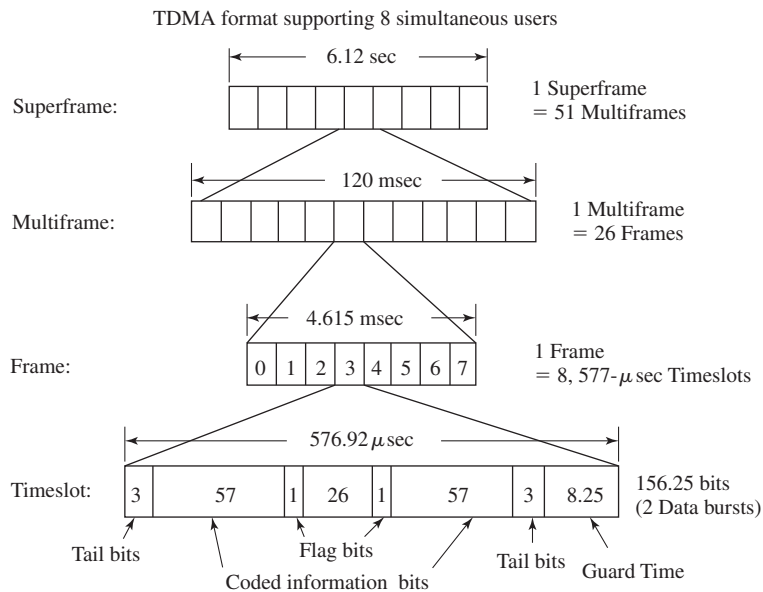 TDMA format supporting 8 simultaneous users
6.12 sec
Superframe:
1 Superframe
= 51 Multiframes
120 msec
Multiframe:
1 Multiframe
= 26 Frames
4.615 msec
Frame:
0 1 2 3 4 5 6 7
1 Frame
= 8, 577-μsec Timeslots
576.92 μsec
Timeslot:
3 57 1 26 1 57 3 8.25
156.25 bits
(2 Data bursts)
Tail bits
Flag bits
Tail bits
Coded information bits
Guard Time